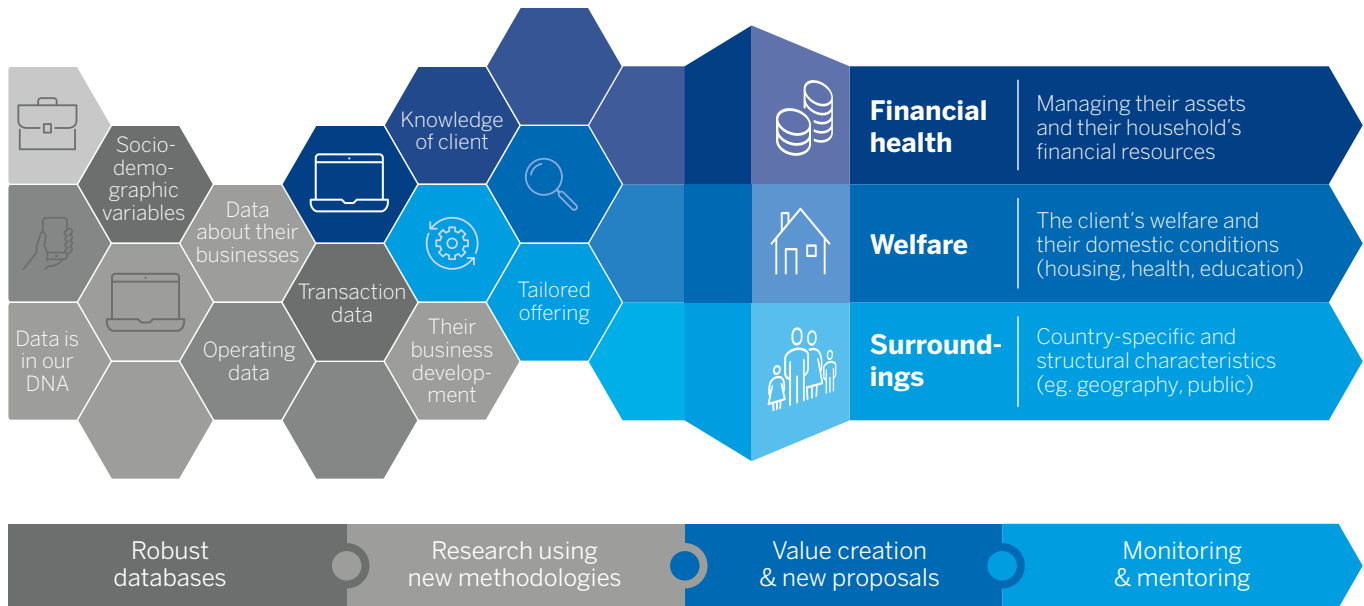 Data is
in our
DNA
Socio-
demo-
graphic
variables
Data
about their
businesses
Operating
data
Transaction
data
Knowledge
of client
Their
business
develop-
ment
Tailored
offering
Financial
health
Managing their assets
and their household's
financial resources
Welfare
The client's welfare and
their domestic conditions
(housing, health, education)
Surround-
ings
Country-specific and
structural characteristics
(eg. geography, public)
Robust
databases
Research using
new methodologies
Value creation
& new proposals
Monitoring
& mentoring